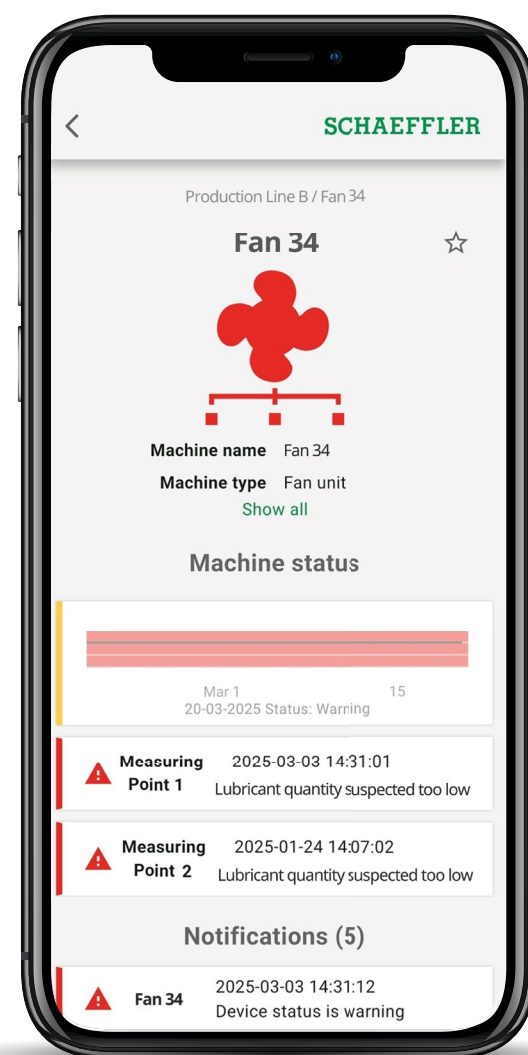 SCHAEFFLER
Production Line B / Fan 34
Fan 34
Machine name Fan 34
Machine type Fan unit
Show all
Machine status
Mar 1 15
20-03-2025 Status: Warning
Measuring Point 1
2025-03-03 14:31:01
Lubricant quantity suspected too low
Measuring Point 2
2025-01-24 14:07:02
Lubricant quantity suspected too low
Notifications (5)
Fan 34
2025-03-03 14:31:12
Device status is warning